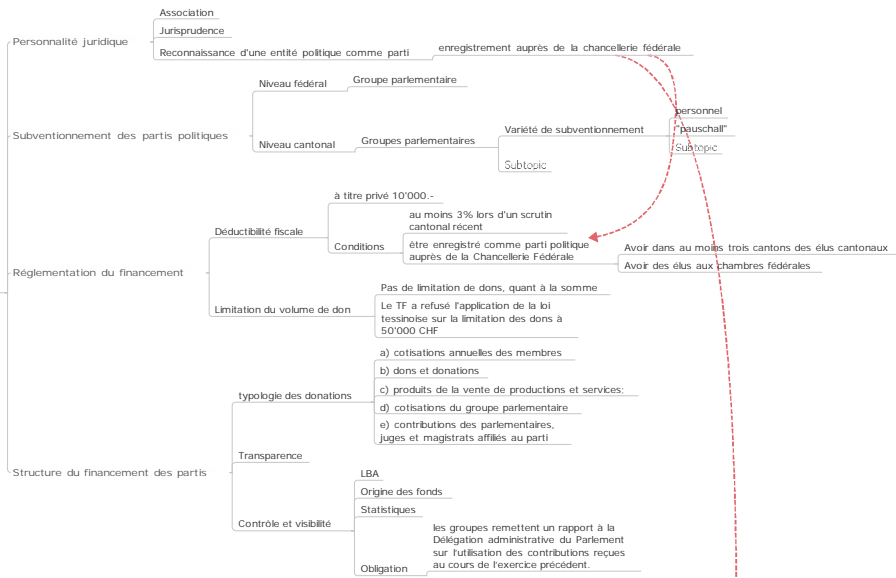 Personnalité juridique
Association
Jurisprudence
Reconnaissance d'une entité politique comme parti
enregistrement auprès de la chancellerie fédérale
Subventionnement des partis politiques
Niveau fédéral
Groupe parlementaire
Niveau cantonal
Groupes parlementaires
Variété de subventionnement
personnel
"pauschall"
Subtopic
Subtopic
Réglementation du financement
Déductibilité fiscale
à titre privé 10'000.-
Conditions
au moins 3% lors d'un scrutin
cantonal récent
être enregistré comme parti politique
auprès de la Chancellerie Fédérale
Avoir dans au moins trois cantons des élus cantonaux
Avoir des élus aux chambres fédérales
Limitation du volume de don
Pas de limitation de dons, quant à la somme
Le TF a refusé l'application de la loi
tessinoise sur la limitation des dons à
50'000 CHF
Structure du financement des partis
typologie des donations
a) cotisations annuelles des membres
b) dons et donations
c) produits de la vente de productions et services;
d) cotisations du groupe parlementaire
e) contributions des parlementaires,
juges et magistrats affiliés au parti
Transparence
Contrôle et visibilité
LBA
Origine des fonds
Statistiques
Obligation
les groupes remettent un rapport à la
Délégation administrative du Parlement
sur l'utilisation des contributions reçues
au cours de l'exercice précédent.